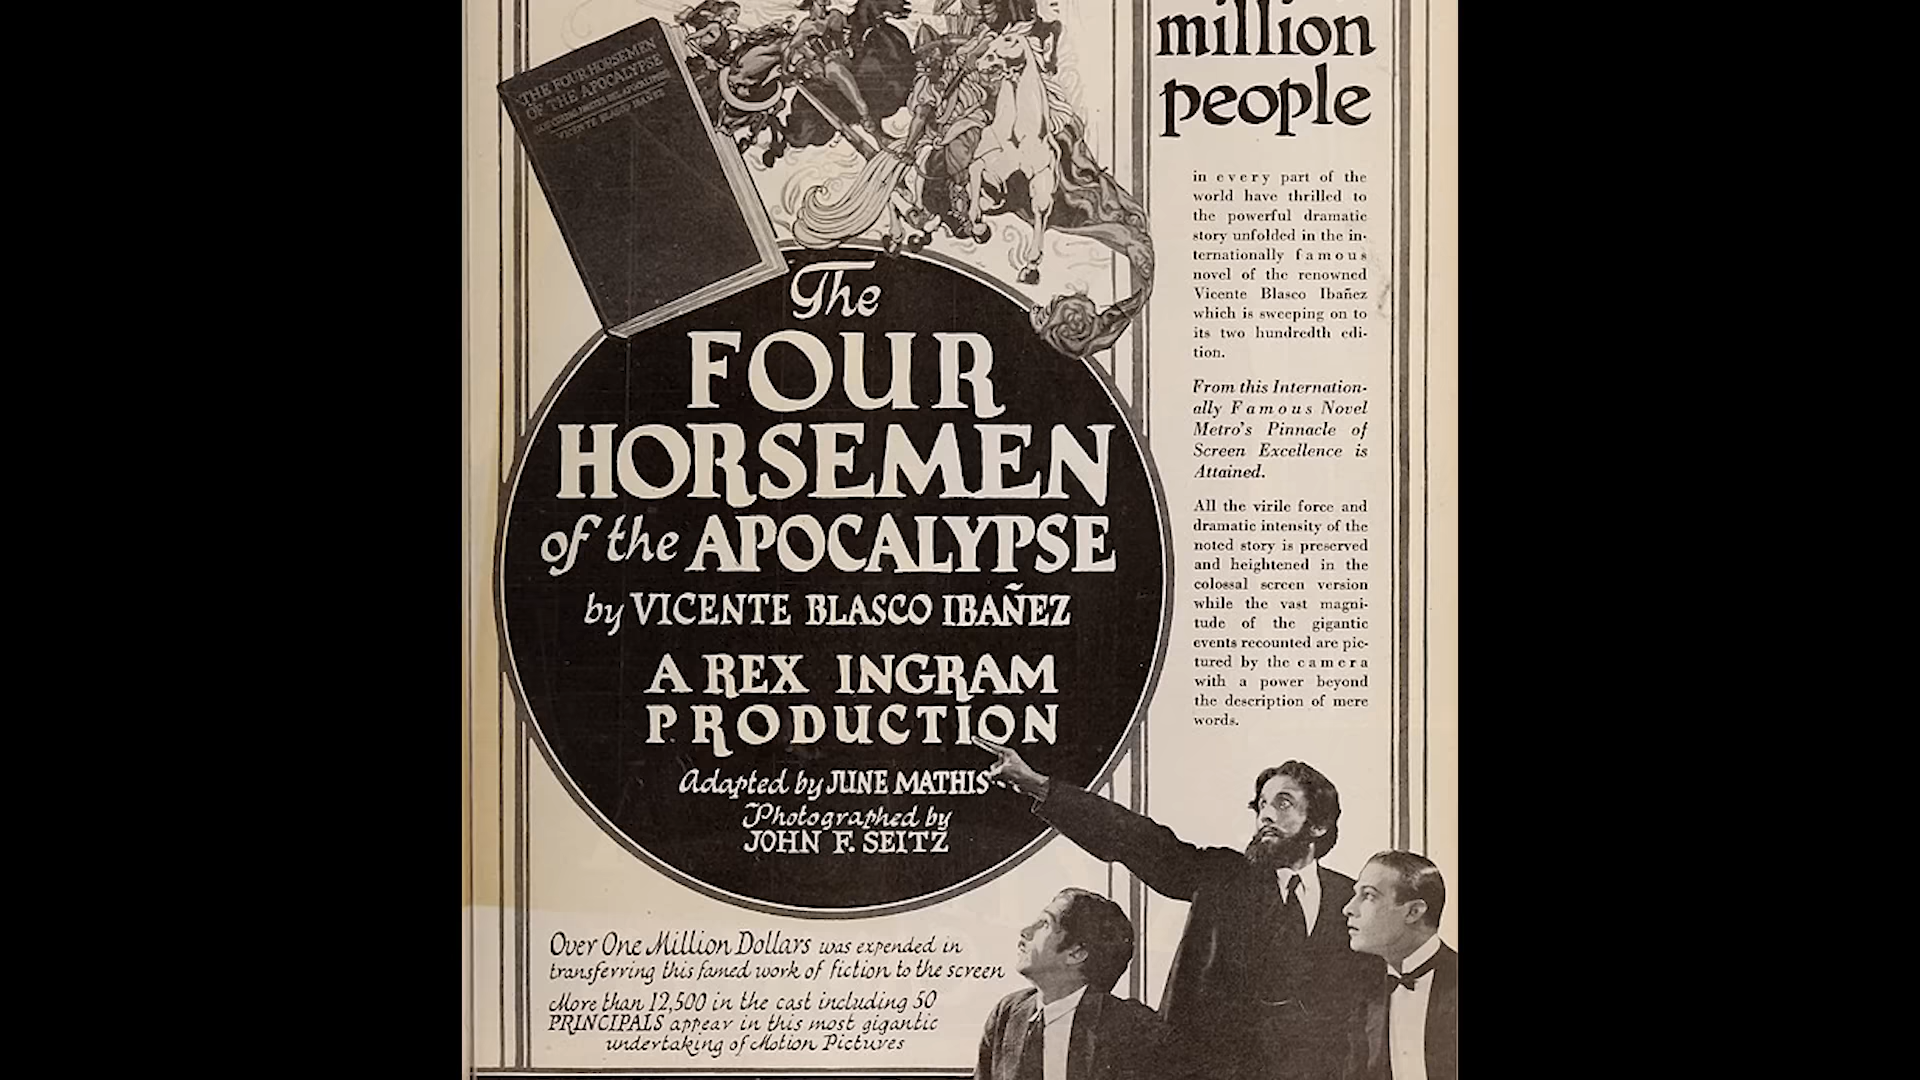 million
people
THE FOUR HORSEMEN
OF THE APOCALYPSE
VICENTE BLASCO IBAÑEZ
The
FOUR
HORSEMEN
of the APOCALYPSE
by VICENTE BLASCO IBAÑEZ
A REX INGRAM
PRODUCTION
Adapted by JUNE MATHIS
Photographed by
JOHN F. SEITZ
in every part of the
world have thrilled to
the powerful dramatic
story unfolded in the in-
ternationally famous
novel of the renowned
Vicente Blasco Ibañez
which is sweeping on to
its two hundredth edi-
tion.
From this Internation-
ally Famous Novel
Metro's Pinnacle of
Screen Excellence is
Attained.
All the virile force and
dramatic intensity of the
noted story is preserved
and heightened in the
colossal screen version
while the vast magni-
tude of the gigantic
events recounted are pic-
tured by the camera
with a power beyond
the description of mere
words.
Over One Million Dollars was expended in
transferring this famed work of fiction to the screen
More than 12,500 in the cast including 50
PRINCIPALS appear in this most gigantic
undertaking of Motion Pictures